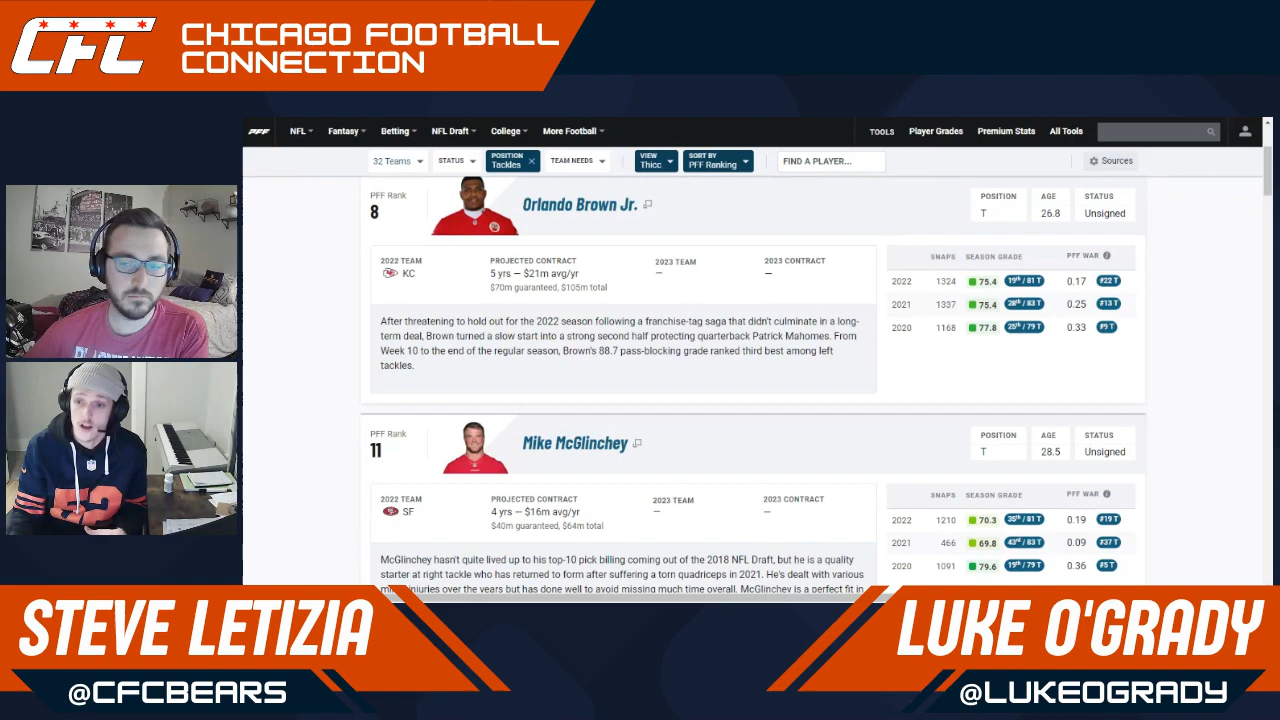 CFC
CHICAGO FOOTBALL
CONNECTION
PFF NFL Fantasy Betting NFL Draft College More Football TOOLS Player Grades Premium Stats All Tools
32 Teams STATUS POSITION Tackles × TEAM NEEDS VIEW Thicc SORT BY PFF Ranking FIND A PLAYER... Sources
PFF Rank
8
Orlando Brown Jr.
POSITION AGE STATUS
T 26.8 Unsigned
2022 TEAM PROJECTED CONTRACT 2023 TEAM 2023 CONTRACT
KC 5 yrs — $21m avg/yr — —
$70m guaranteed, $105m total
After threatening to hold out for the 2022 season following a franchise-tag saga that didn't culminate in a long-
term deal, Brown turned a slow start into a strong second half protecting quarterback Patrick Mahomes. From
Week 10 to the end of the regular season, Brown's 88.7 pass-blocking grade ranked third best among left
tackles.
SNAPS SEASON GRADE PFF WAR
2022 1324 75.4 19th / 81 T 0.17 #22 T
2021 1337 75.4 28th / 83 T 0.25 #13 T
2020 1168 77.8 25th / 79 T 0.33 #9 T
PFF Rank
11
Mike McGlinchey
POSITION AGE STATUS
T 28.5 Unsigned
2022 TEAM PROJECTED CONTRACT 2023 TEAM 2023 CONTRACT
SF 4 yrs — $16m avg/yr — —
$40m guaranteed, $64m total
McGlinchey hasn't quite lived up to his top-10 pick billing coming out of the 2018 NFL Draft, but he is a quality
starter at right tackle who has returned to form after suffering a torn quadriceps in 2021. He's dealt with various
injuries over the years but has done well to avoid missing much time overall. McGlinchey is a perfect fit in
SNAPS SEASON GRADE PFF WAR
2022 1210 70.3 35th / 81 T 0.19 #19 T
2021 466 69.8 43rd / 83 T 0.09 #37 T
2020 1091 79.6 19th / 79 T 0.36 #5 T
STEVE LETIZIA
@CFCBEARS
LUKE O'GRADY
@LUKEOGRADY